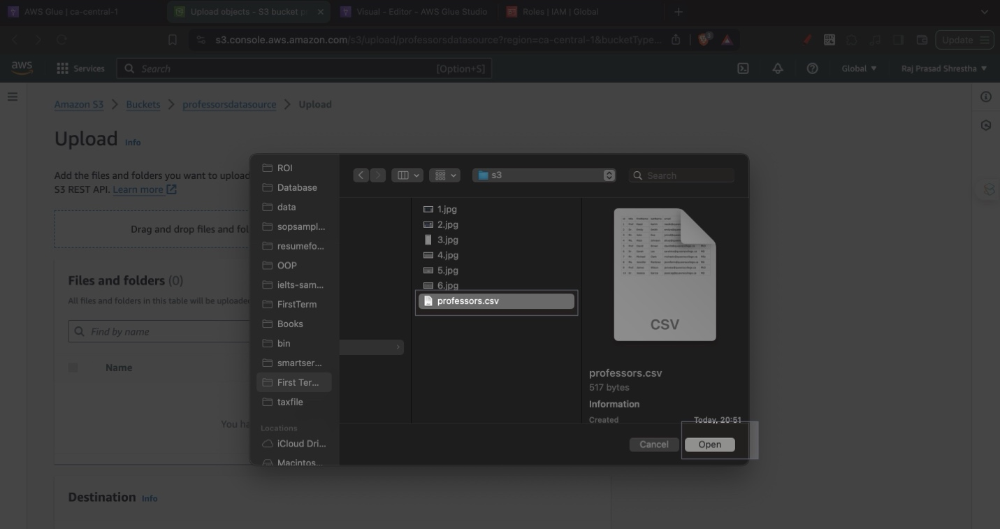 AWS Glue | ca-central-1
Upload objects - S3 bucket p
Visual - Editor - AWS Glue Studio
Roles | IAM | Global
s3.console.aws.amazon.com/s3/upload/professorsdatasource?region=ca-central-1&bucketType...
3
Update
aws
Services
Search
[Option+S]
Global
Raj Prasad Shrestha
Amazon S3
Buckets
professorsdatasource
Upload
Upload
Info
Add the files and folders you want to upload
S3 REST API. Learn more
Drag and drop files and fol
Files and folders (0)
All files and folders in this table will be uploade
Find by name
Name
You ha
Destination
Info
ROI
Database
data
sopsampl...
resumefo...
OOP
ielts-sam...
FirstTerm
Books
bin
smartser...
First Ter...
taxfile
Locations
iCloud Dri...
Macintos...
s3
Search
1.jpg
2.jpg
3.jpg
4.jpg
5.jpg
6.jpg
professors.csv
CSV
professors.csv
517 bytes
Information
Created
Today, 20:51
Cancel
Open